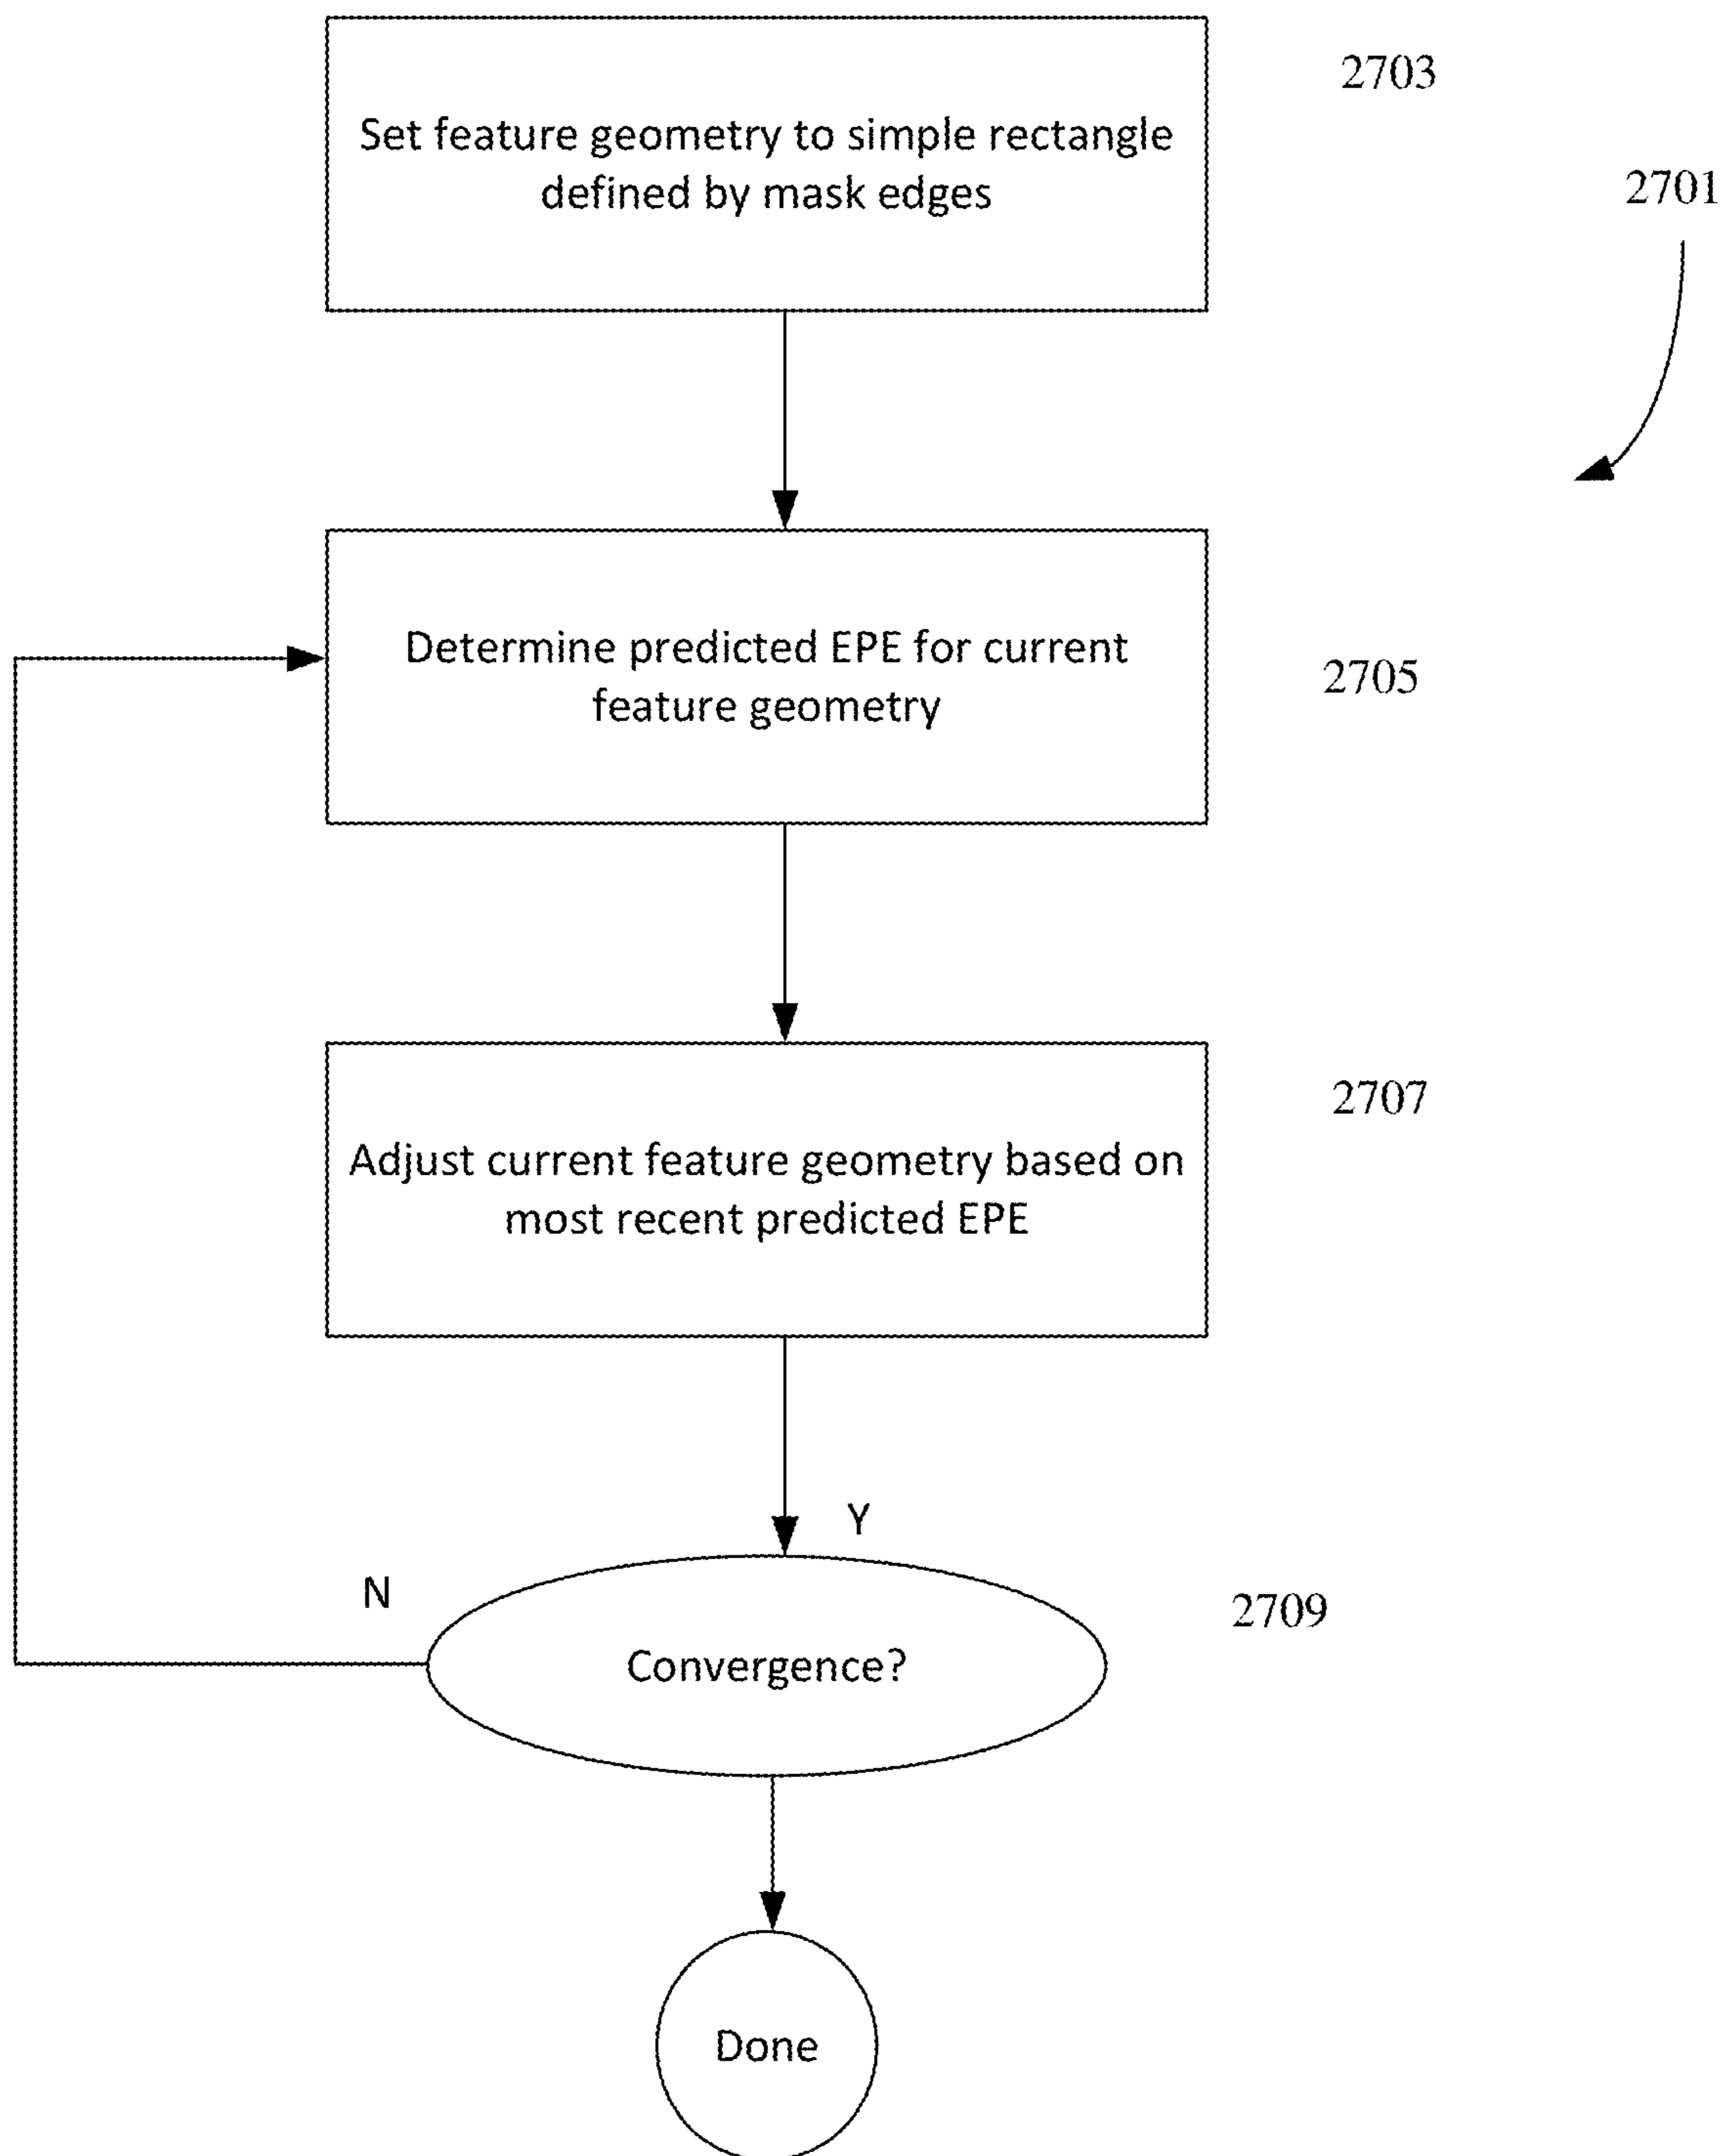 2703
Set feature geometry to simple rectangle
defined by mask edges
2701
Determine predicted EPE for current
feature geometry
2705
2707
Adjust current feature geometry based on
most recent predicted EPE
Y
N
2709
Convergence?
Done